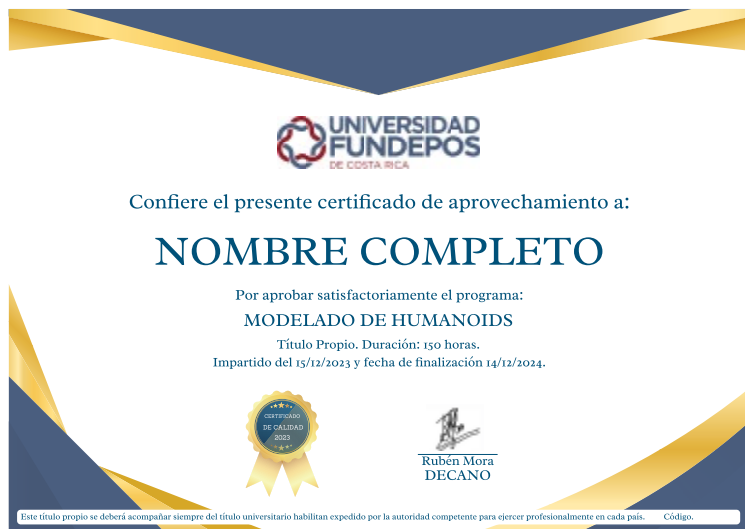 UNIVERSIDAD
FUNDEPOS
DE COSTA RICA
Confiere el presente certificado de aprovechamiento a:
NOMBRE COMPLETO
Por aprobar satisfactoriamente el programa:
MODELADO DE HUMANOIDS
Título Propio. Duración: 150 horas.
Impartido del 15/12/2023 y fecha de finalización 14/12/2024.
CERTIFICADO
DE CALIDAD
2023
Rubén Mora
DECANO
Este título propio se deberá acompañar siempre del título universitario habilitan expedido por la autoridad competente para ejercer profesionalmente en cada país. Código.